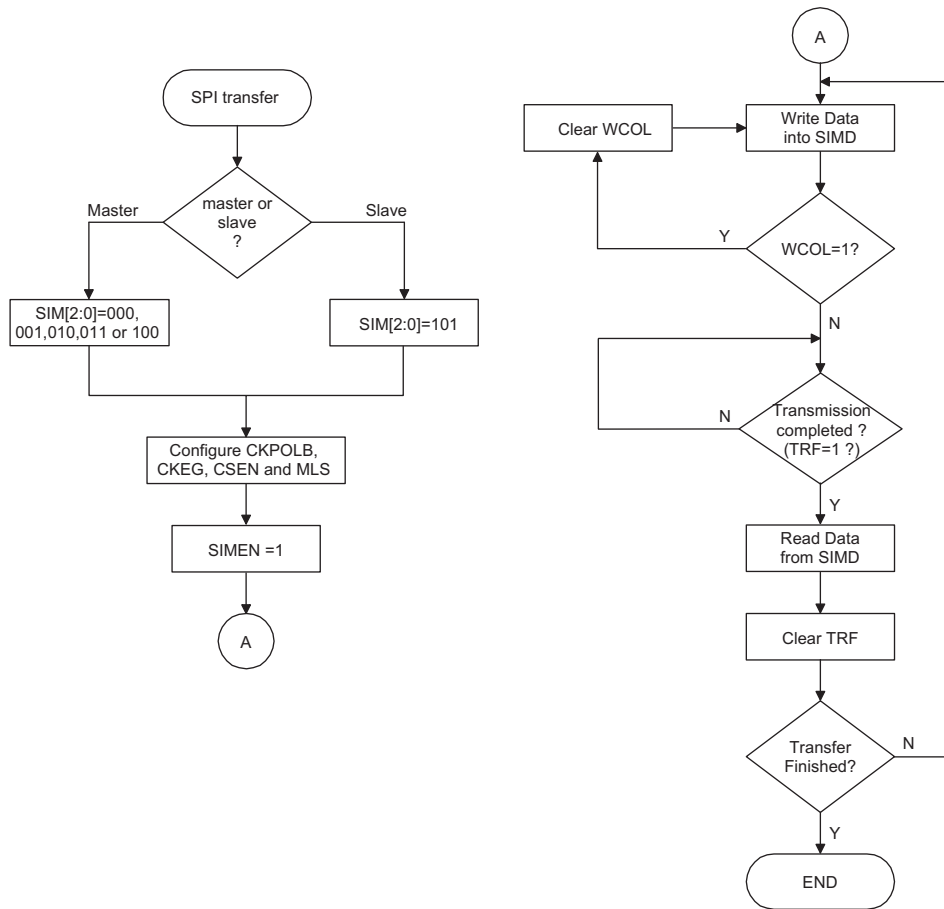 SPI transfer
master or
slave
?
Master
Slave
SIM[2:0]=000,
001,010,011 or 100
SIM[2:0]=101
Configure CKPOLB,
CKEG, CSEN and MLS
SIMEN =1
A
A
Clear WCOL
Write Data
into SIMD
Y
WCOL=1?
N
N
Transmission
completed ?
(TRF=1 ?)
Y
Read Data
from SIMD
Clear TRF
Transfer
Finished?
N
Y
END